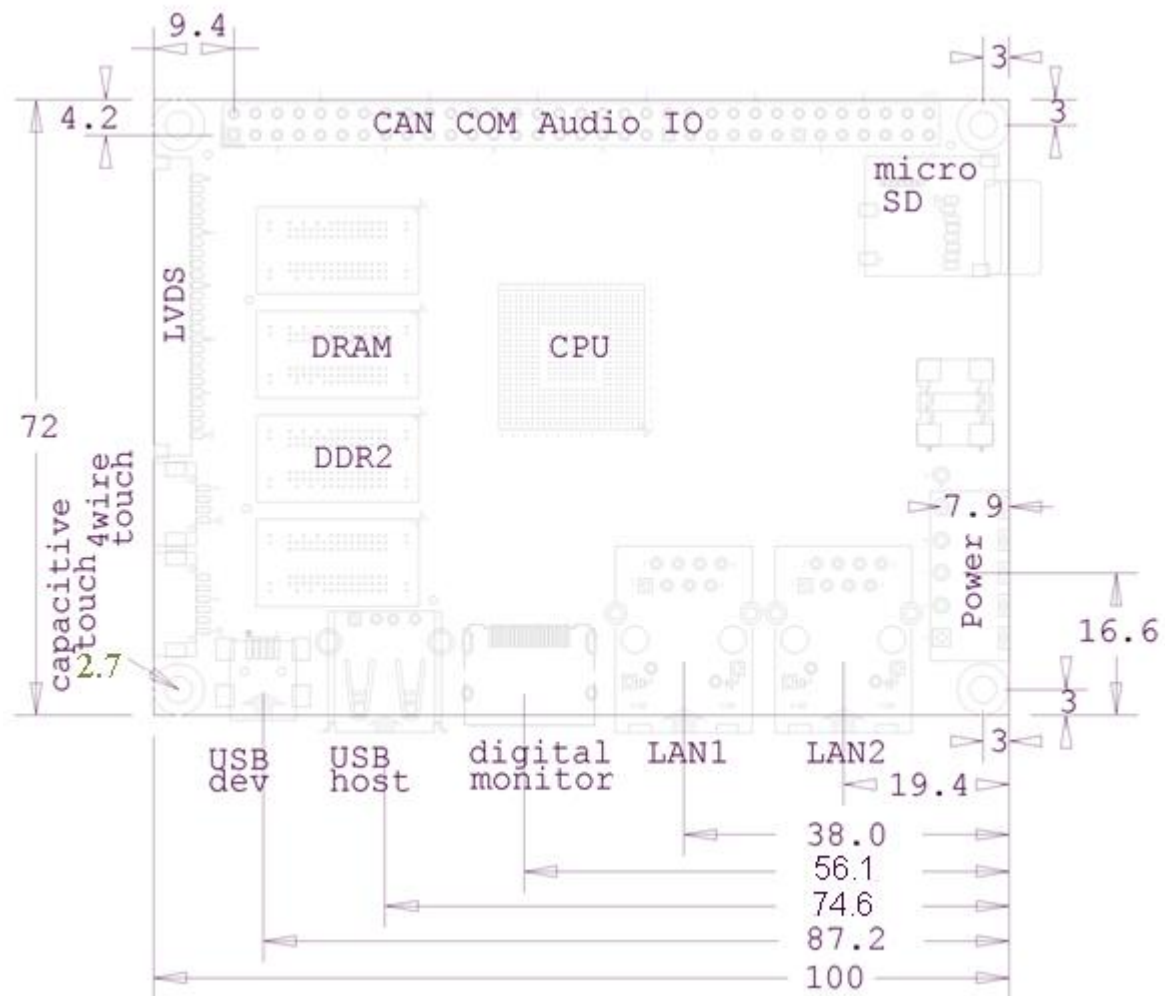 9.4
3
4.2
3
CAN COM Audio IO
micro
SD
LVDS
DRAM
CPU
72
DDR2
4wire
touch
capacitive
touch
7.9
Power
16.6
2.7
3
3
USB
dev
USB
host
digital
monitor
LAN1
LAN2
19.4
38.0
56.1
74.6
87.2
100